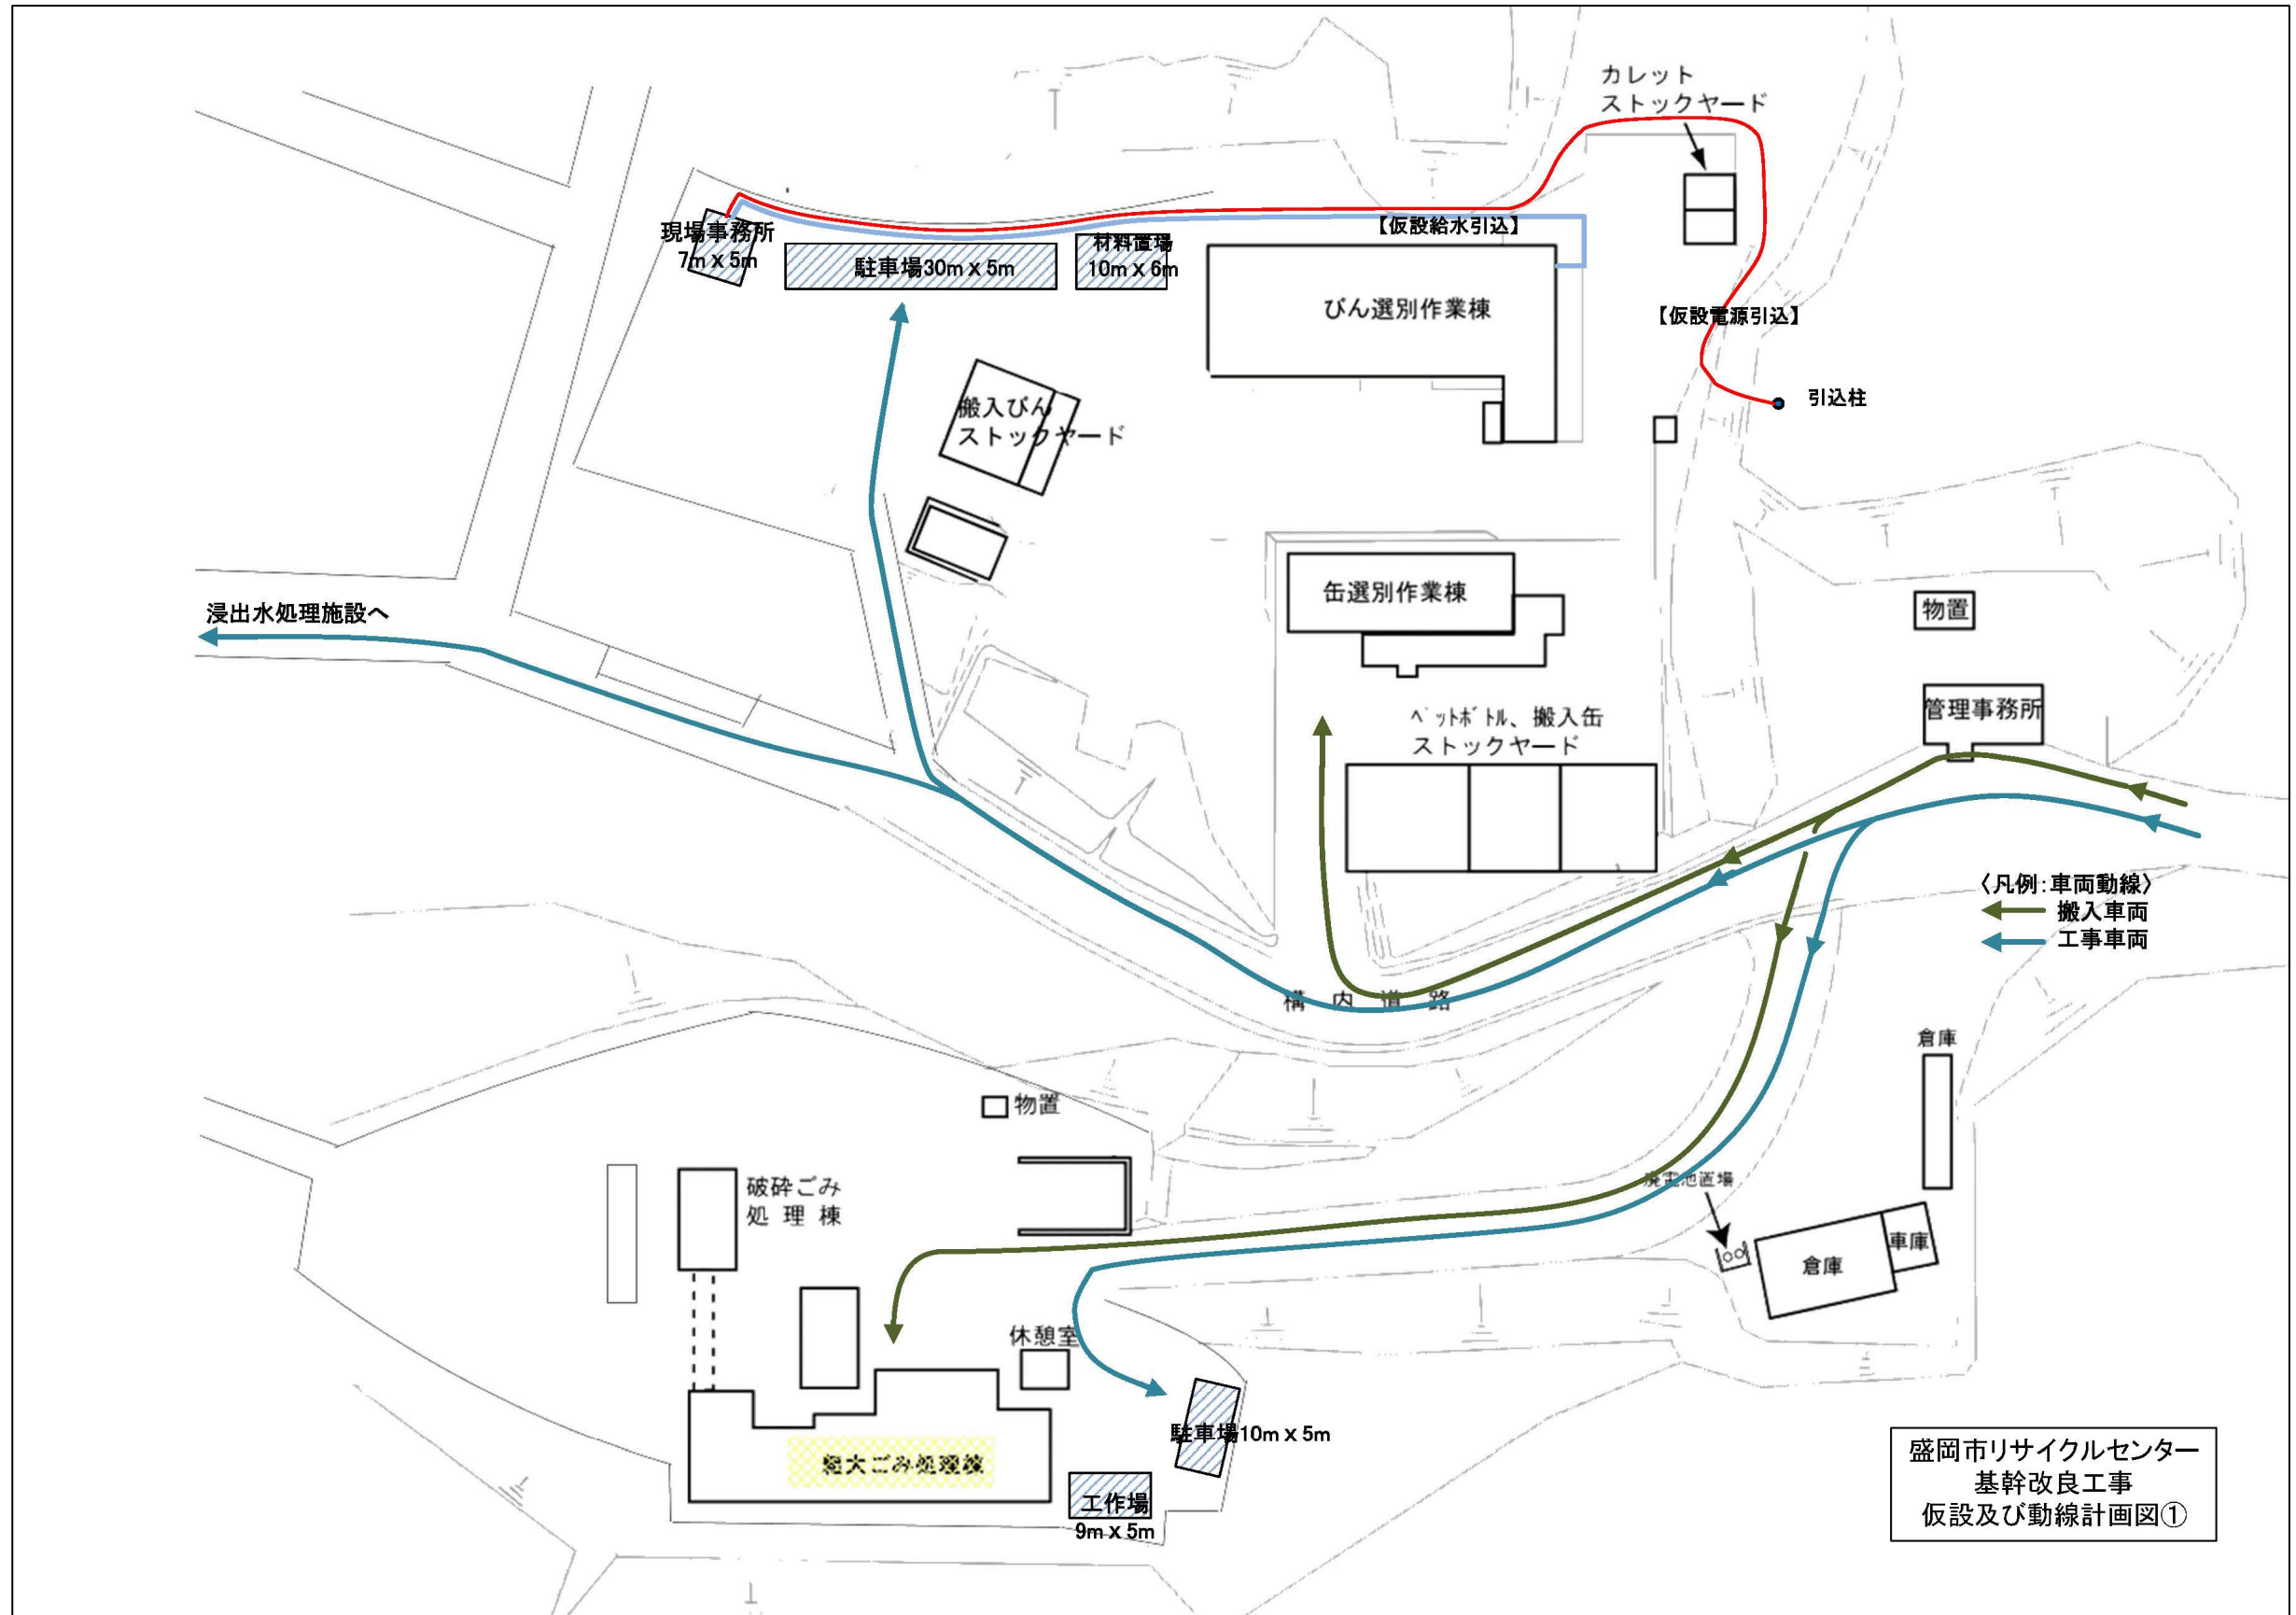 カレット
ストックヤード
現場事務所
7m x 5m
駐車場30m x 5m
材料置場
10m x 6m
【仮設給水引込】
びん選別作業棟
【仮設電源引込】
引込柱
搬入びん
ストックヤード
浸出水処理施設へ
缶選別作業棟
物置
管理事務所
ペットボトル、搬入缶
ストックヤード
〈凡例:車両動線〉
搬入車両
工事車両
構内道路
倉庫
物置
破砕ごみ
処理棟
廃電池置場
車庫
倉庫
休憩室
駐車場10m x 5m
粗大ごみ処理棟
工作場
9m x 5m
盛岡市リサイクルセンター
基幹改良工事
仮設及び動線計画図①